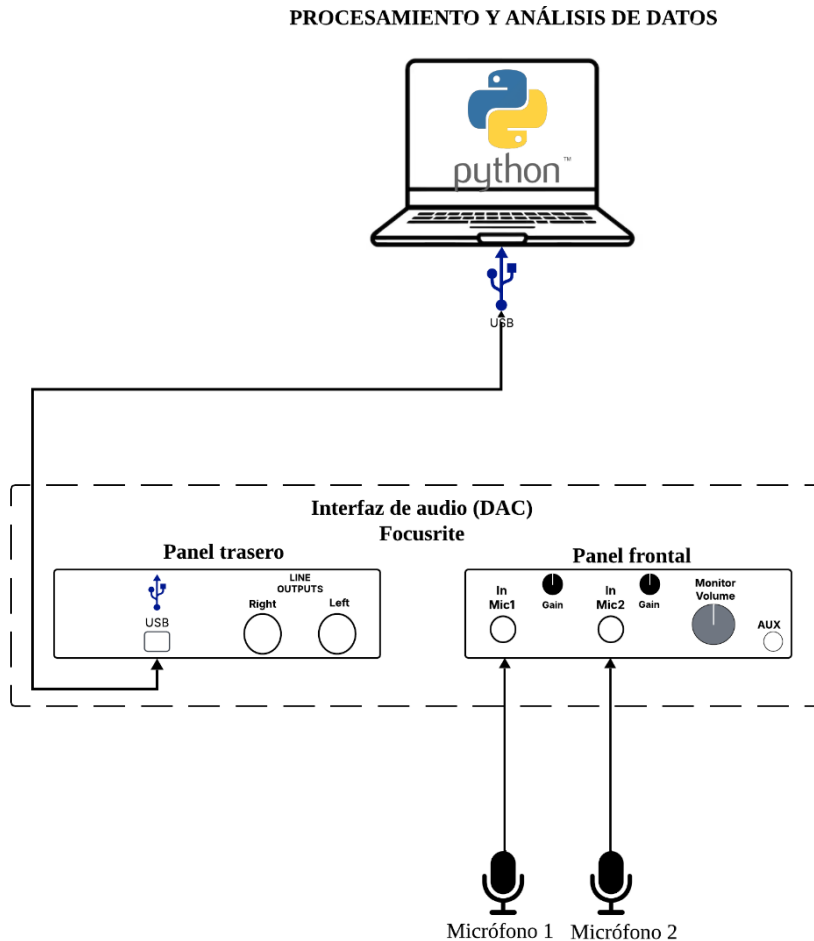 PROCESAMIENTO Y ANÁLISIS DE DATOS
python™
USB
Interfaz de audio (DAC)
Focusrite
Panel trasero
Panel frontal
USB
LINE
OUTPUTS
Right
Left
In
Mic1
Gain
In
Mic2
Gain
Monitor
Volume
AUX
Micrófono 1
Micrófono 2